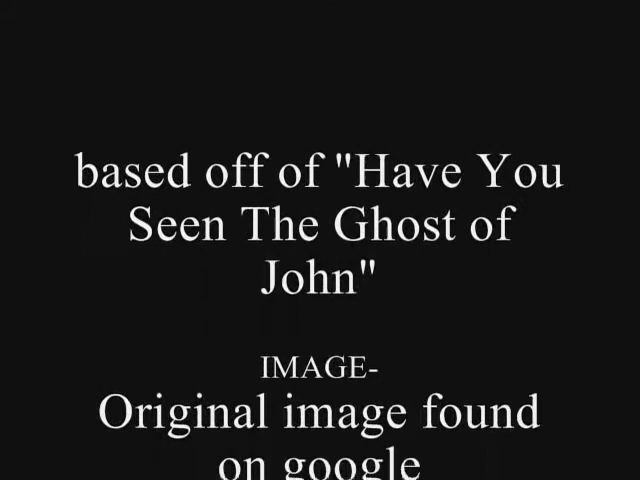 based off of "Have You
Seen The Ghost of
John"
IMAGE-
Original image found
on google